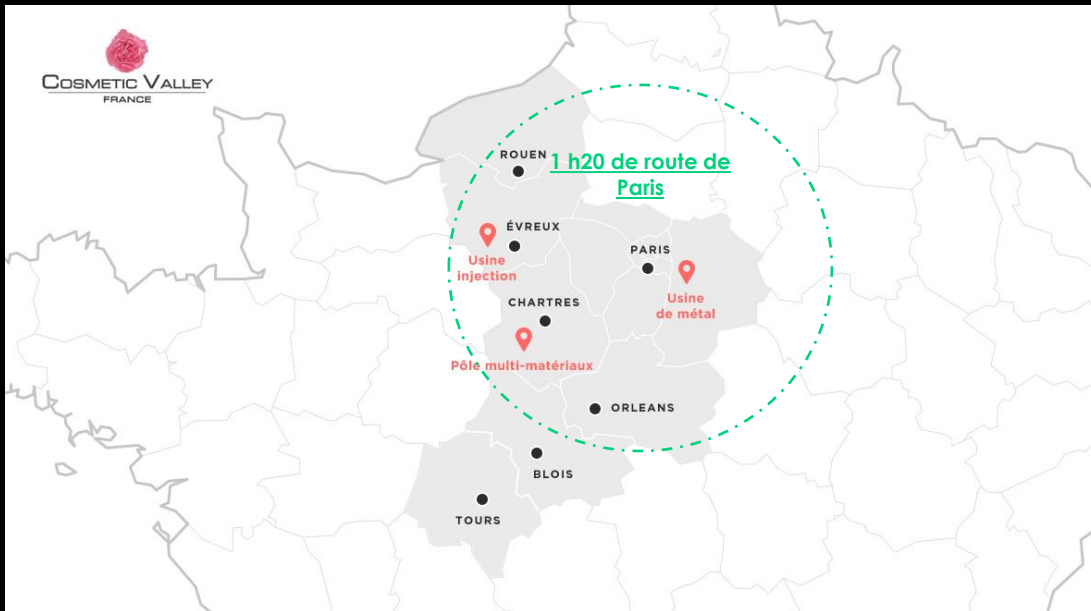 COSMETIC VALLEY
FRANCE
ROUEN
1 h20 de route de
Paris
ÉVREUX
Usine
injection
PARIS
Usine
de métal
CHARTRES
Pôle multi-matériaux
ORLEANS
BLOIS
TOURS